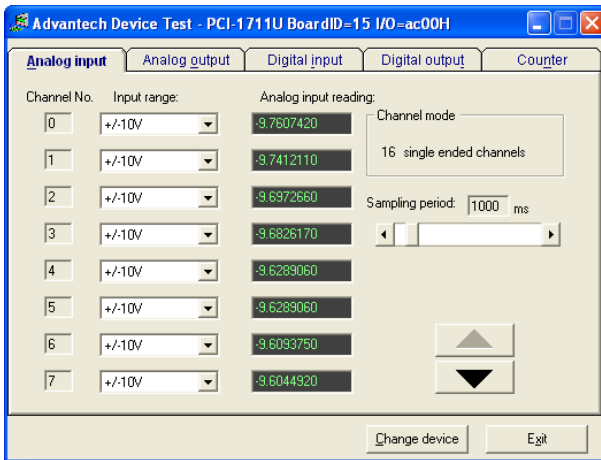 Advantech Device Test - PCI-1711U BoardID=15 I/O=ac00H
Analog input Analog output Digital input Digital output Counter
Channel No. Input range: Analog input reading:
0 +/-10V -9.7607420
1 +/-10V -9.7412110
2 +/-10V -9.6972660
3 +/-10V -9.6826170
4 +/-10V -9.6289060
5 +/-10V -9.6289060
6 +/-10V -9.6093750
7 +/-10V -9.6044920
Channel mode
16 single ended channels
Sampling period: 1000 ms
Change device Exit